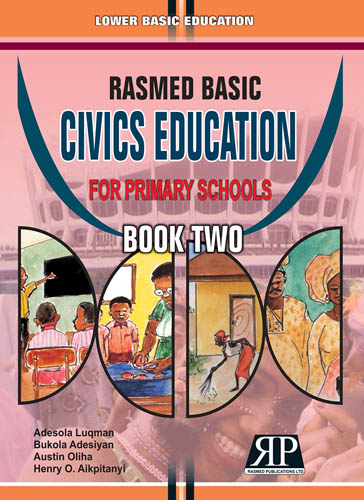 LOWER BASIC EDUCATION
RASMED BASIC
CIVICS EDUCATION
FOR PRIMARY SCHOOLS
BOOK TWO
Adesola Luqman
Bukola Adesiyan
Austin Oliha
Henry O. Aikpitanyi
RP
RASMED PUBLICATIONS LTD